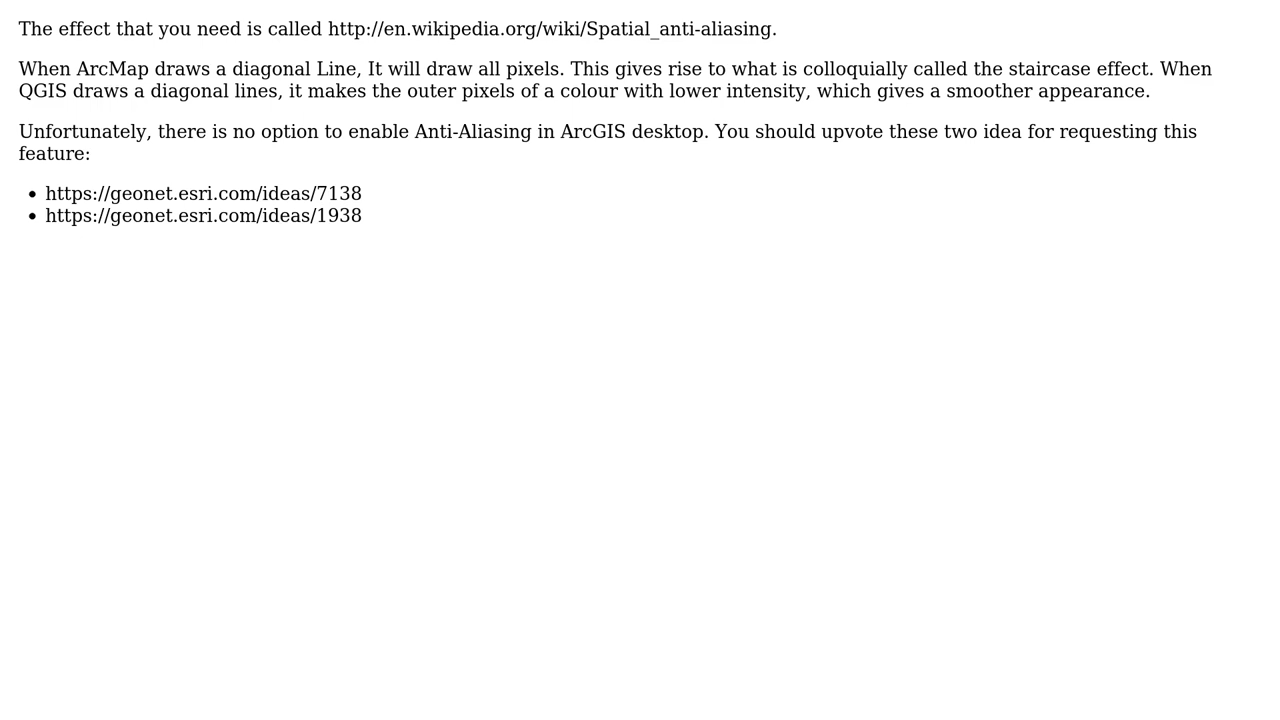 The effect that you need is called http://en.wikipedia.org/wiki/Spatial_anti-aliasing.
When ArcMap draws a diagonal Line, It will draw all pixels. This gives rise to what is colloquially called the staircase effect. When
QGIS draws a diagonal lines, it makes the outer pixels of a colour with lower intensity, which gives a smoother appearance.
Unfortunately, there is no option to enable Anti-Aliasing in ArcGIS desktop. You should upvote these two idea for requesting this
feature:
• https://geonet.esri.com/ideas/7138
• https://geonet.esri.com/ideas/1938